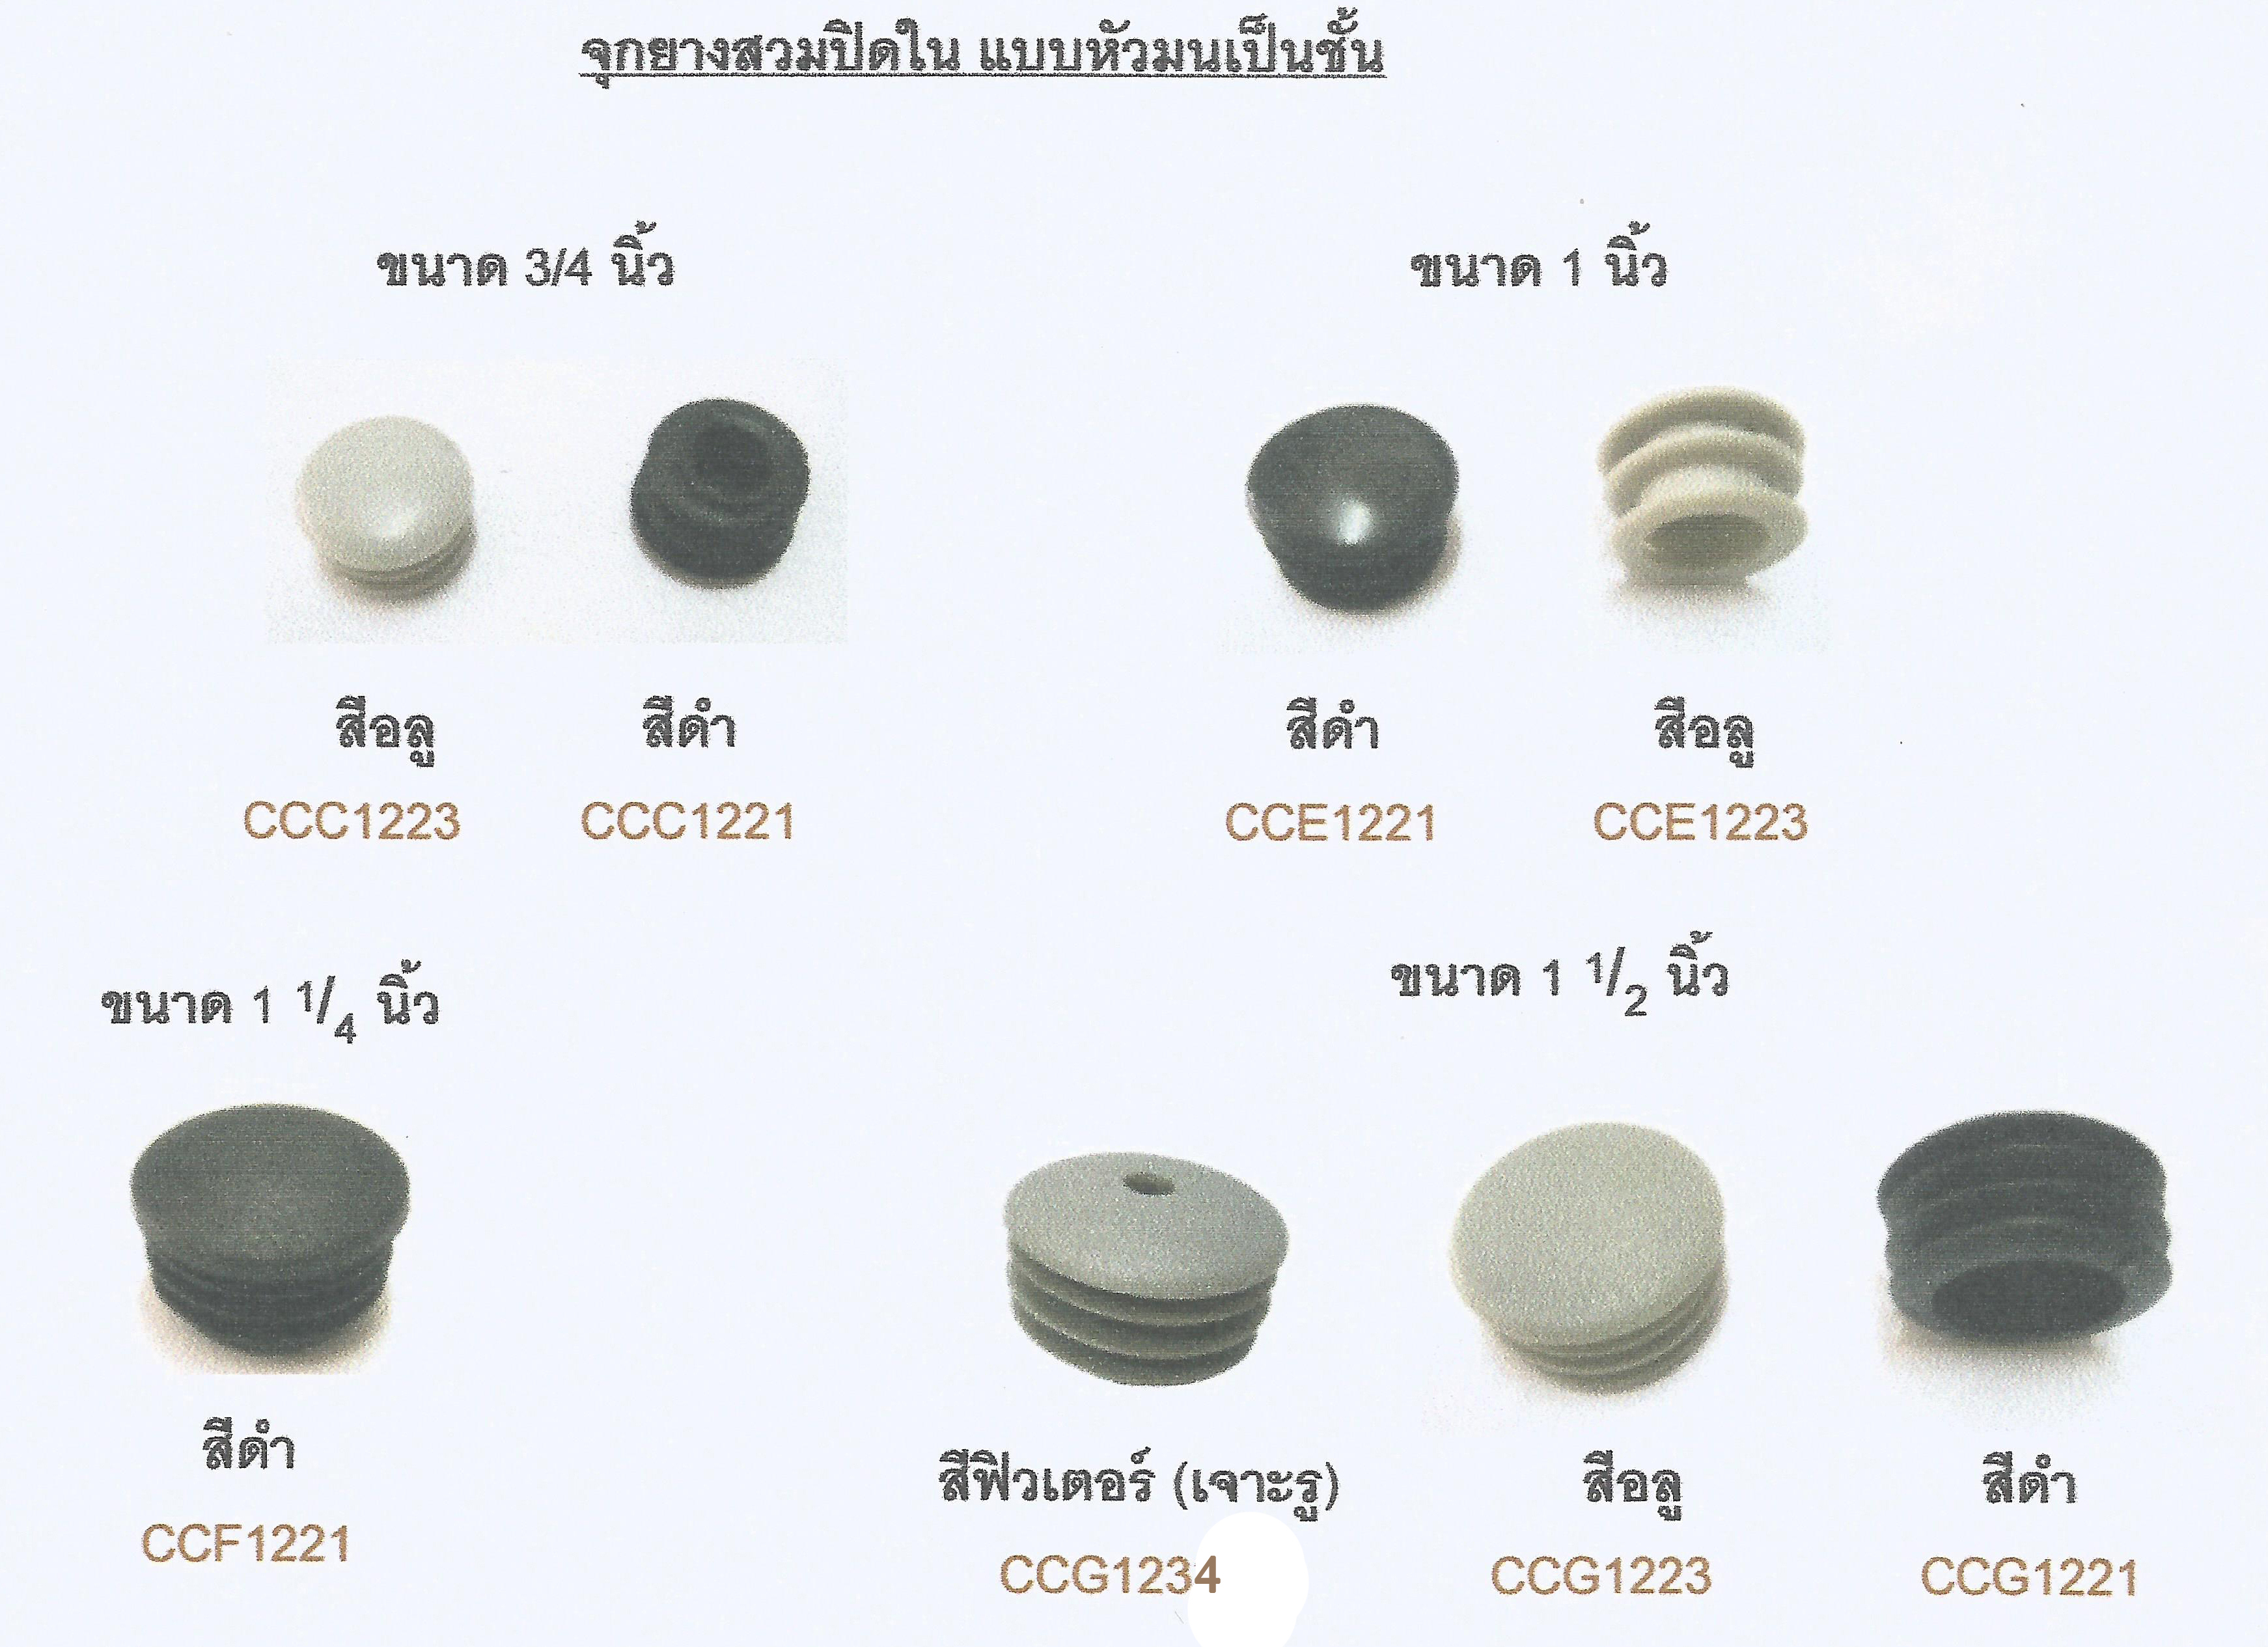 จุกยางสวมปิดใน แบบหัวมนเป็นชั้น
ขนาด 3/4 นิ้ว
ขนาด 1 นิ้ว
สีอลู
สีดำ
สีดำ
สีอลู
CCC1223
CCC1221
CCE1221
CCE1223
ขนาด 1 1/4 นิ้ว
ขนาด 1 1/2 นิ้ว
สีดำ
CCF1221
สีฟิวเตอร์ (เจาะรู)
สีอลู
สีดำ
CCG1234
CCG1223
CCG1221